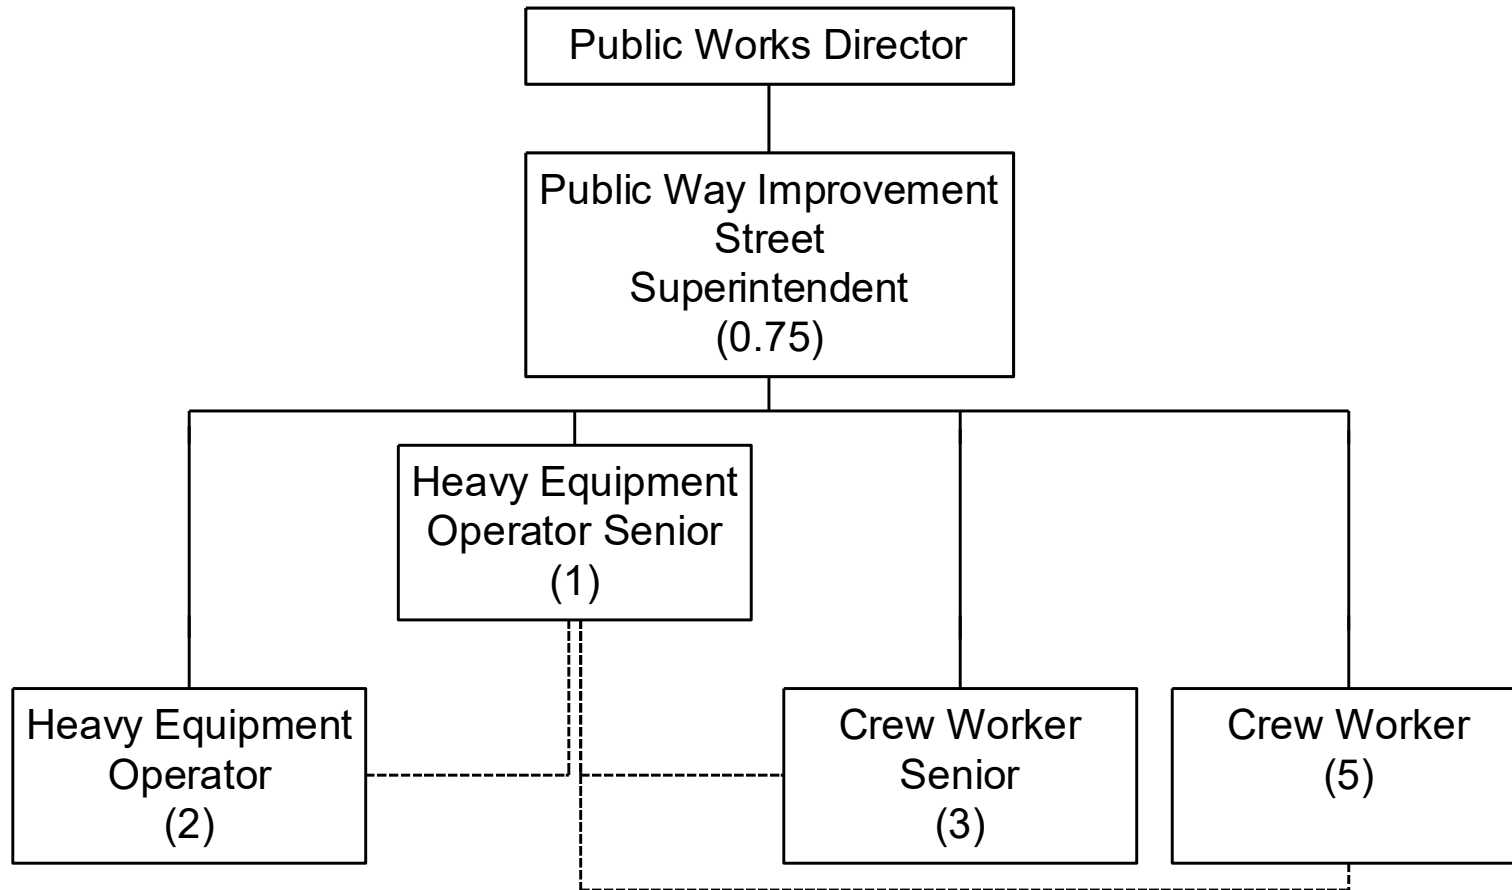 Public Works Director
Public Way Improvement
Street
Superintendent
(0.75)
Heavy Equipment
Operator Senior
(1)
Heavy Equipment
Operator
(2)
Crew Worker
Senior
(3)
Crew Worker
(5)